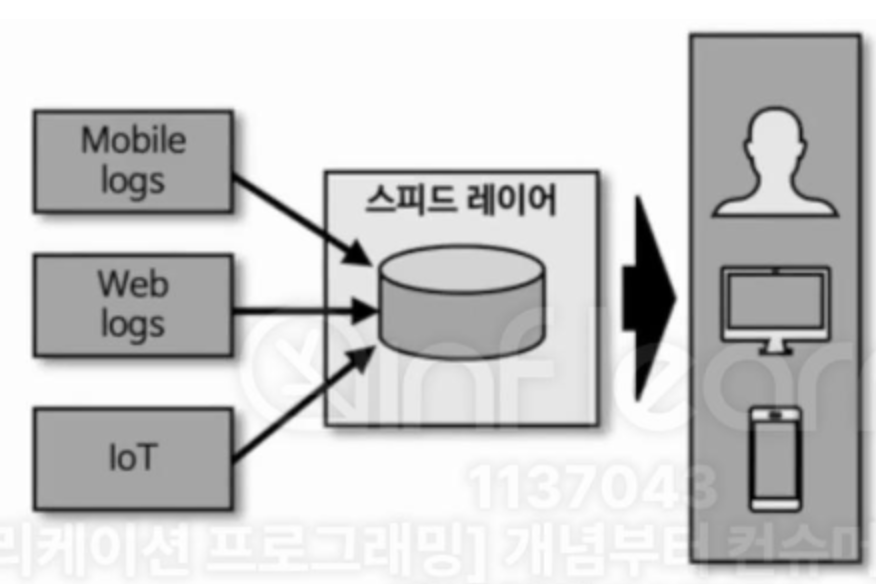 Mobile
logs
Web
logs
IoT
스피드 레이어
inflearn
1137043
리케이션 프로그래밍] 개념부터 컨슈머